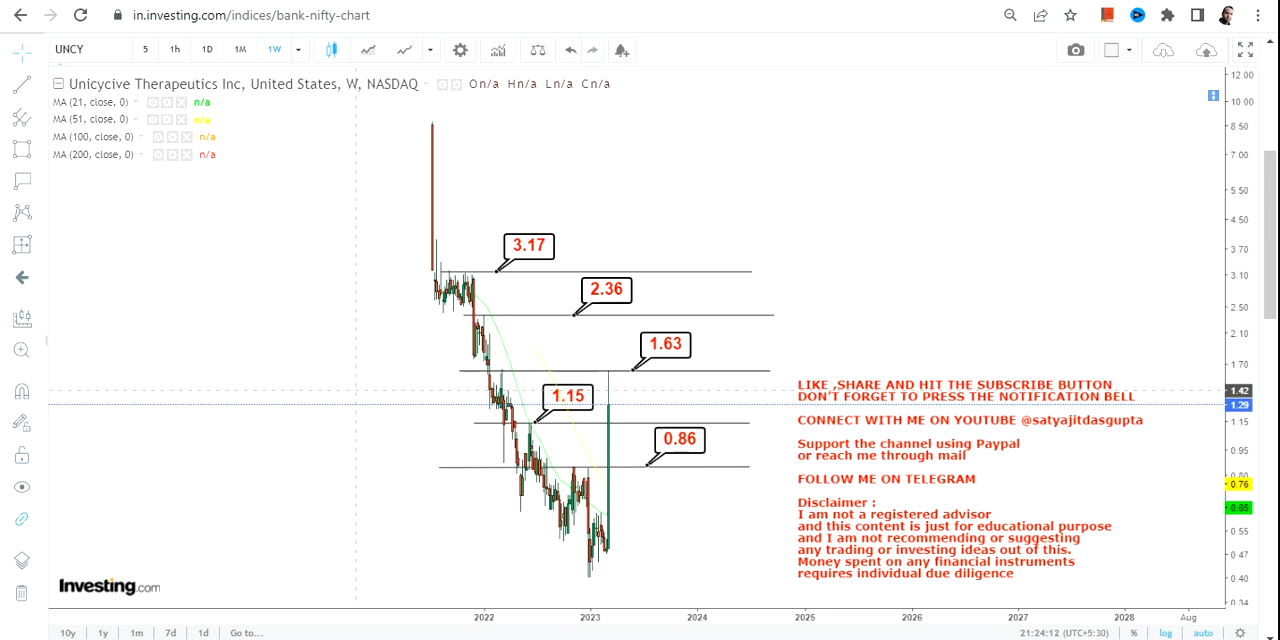 in.investing.com/indices/bank-nifty-chart
UNCY 5 1h 1D 1M 1W
Unicycive Therapeutics Inc, United States, W, NASDAQ On/a Hn/a Ln/a Cn/a
MA (21, close, 0) n/a
MA (51, close, 0) n/a
MA (100, close, 0) n/a
MA (200, close, 0) n/a
3.17
2.36
1.63
1.15
0.86
12.00
10.00
8.50
7.00
5.50
4.50
3.70
3.10
2.50
2.10
1.70
1.42
1.29
1.15
0.95
0.80
0.76
0.65
0.55
0.47
0.40
0.34
LIKE ,SHARE AND HIT THE SUBSCRIBE BUTTON
DON'T FORGET TO PRESS THE NOTIFICATION BELL
CONNECT WITH ME ON YOUTUBE @satyajitdasgupta
Support the channel using Paypal
or reach me through mail
FOLLOW ME ON TELEGRAM
Disclaimer :
I am not a registered advisor
and this content is just for educational purpose
and I am not recommending or suggesting
any trading or investing ideas out of this.
Money spent on any financial instruments
requires individual due diligence
Investing.com
2022 2023 2024 2025 2026 2027 2028 Aug
10y 1y 1m 7d 1d Go to... 21:24:12 (UTC+5:30) % log auto